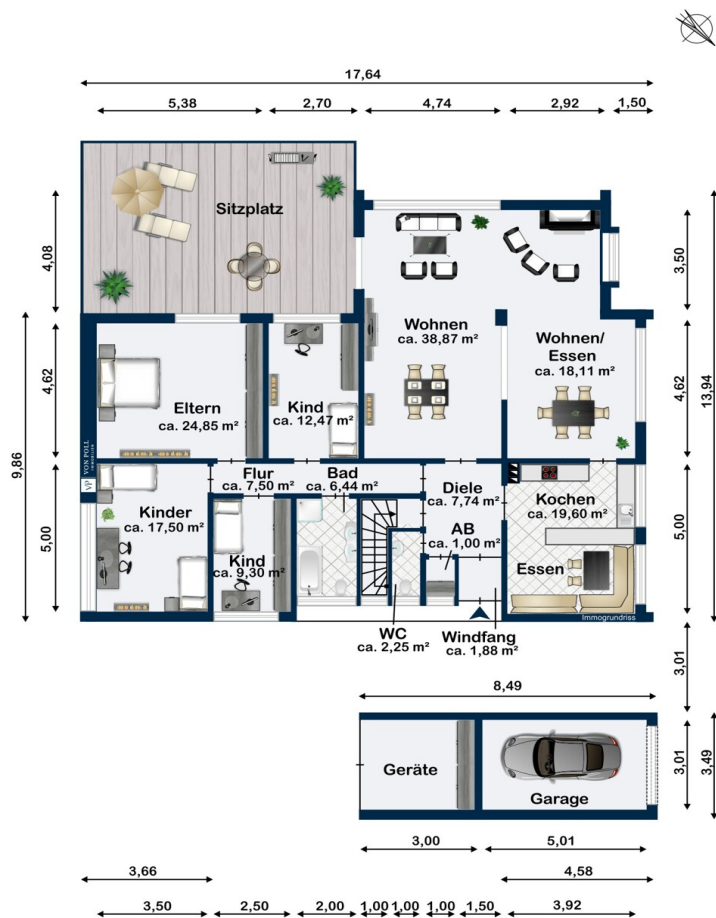 17,64
5,38
2,70
4,74
2,92
1,50
Sitzplatz
4,08
3,50
Wohnen
ca. 38,87 m²
Wohnen/
Essen
ca. 18,11 m²
4,62
4,62
13,94
9,86
Eltern
ca. 24,85 m²
Kind
ca. 12,47 m²
VON POLL
IMMOBILIEN
VP
Flur
ca. 7,50 m²
Bad
ca. 6,44 m²
Diele
ca. 7,74 m²
Kochen
ca. 19,60 m²
Kinder
ca. 17,50 m²
5,00
5,00
AB
ca. 1,00 m²
Kind
ca. 9,30 m²
Essen
Immogrundriss
WC
ca. 2,25 m²
Windfang
ca. 1,88 m²
3,01
8,49
Geräte
Garage
3,01
3,49
3,00
5,01
3,66
4,58
3,50
2,50
2,00
1,00
1,00
1,00
1,50
3,92